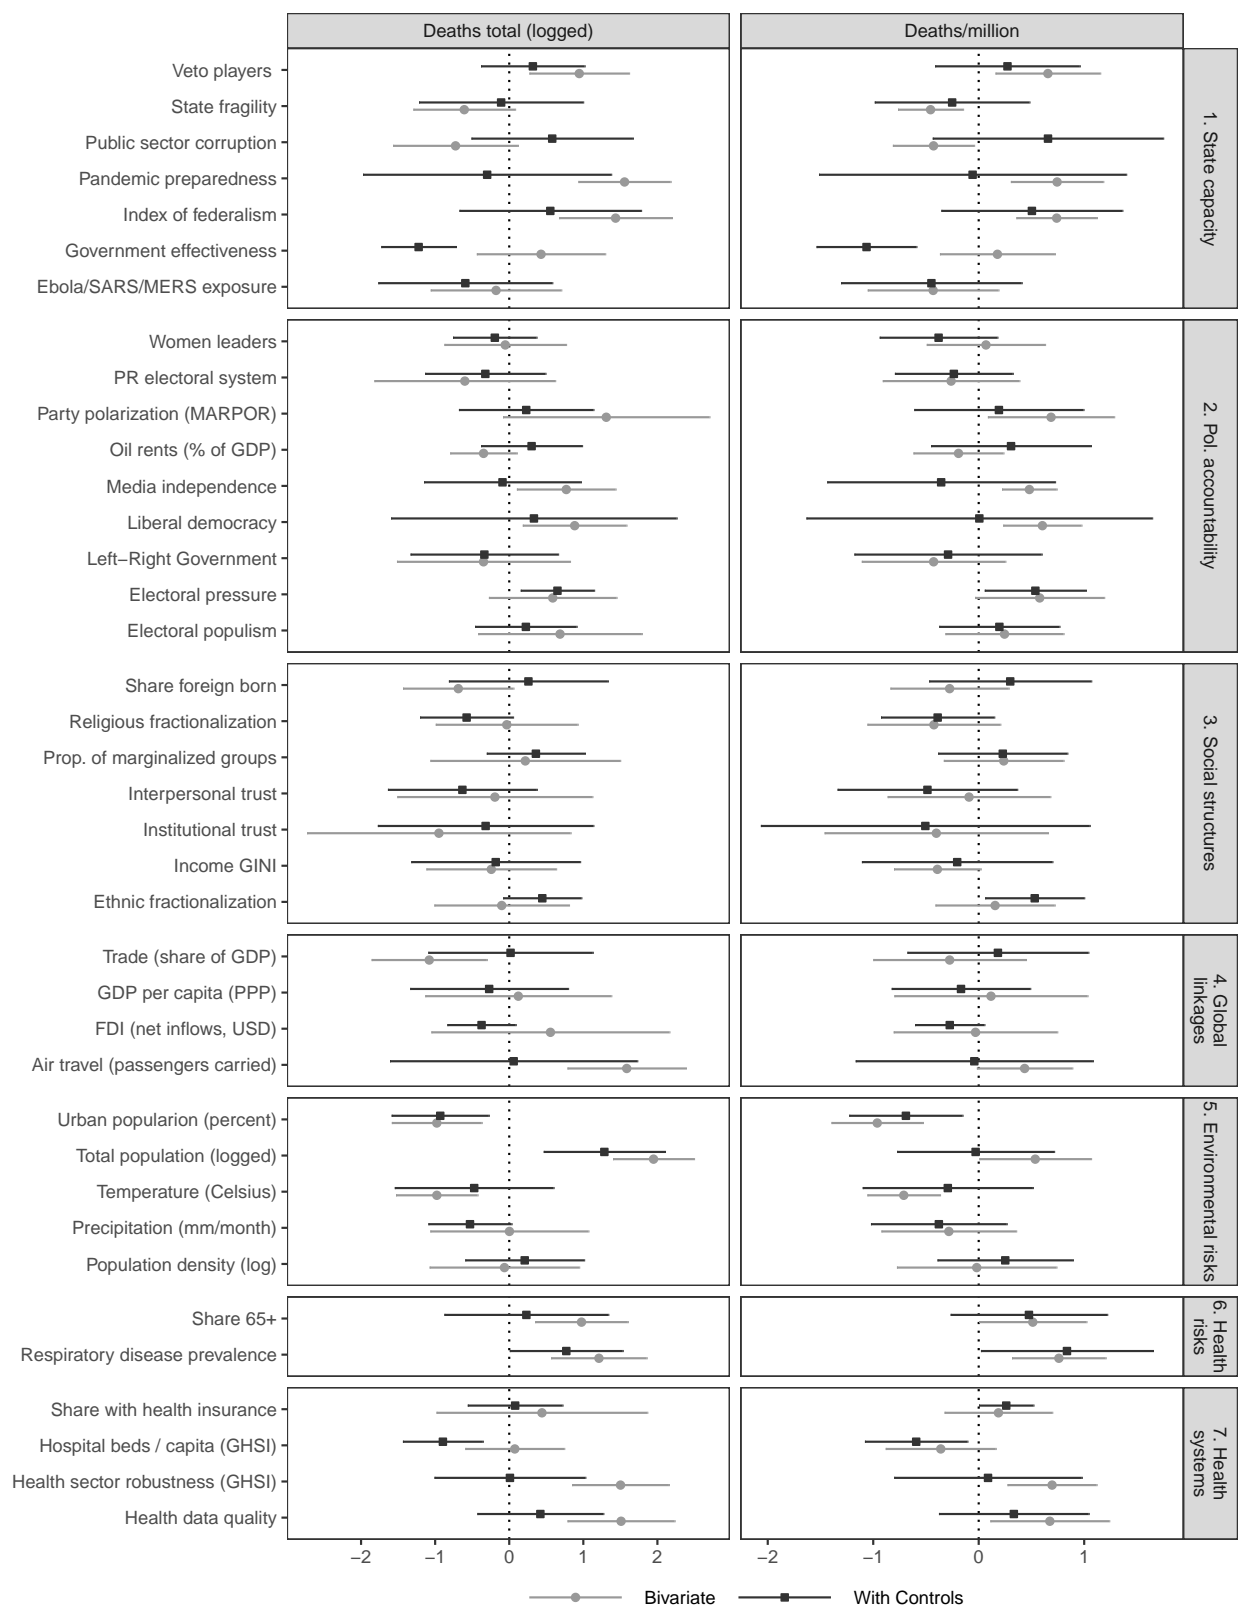 Deaths total (logged)
Deaths/million
Veto players
State fragility
Public sector corruption
Pandemic preparedness
Index of federalism
Government effectiveness
Ebola/SARS/MERS exposure
1. State capacity
Women leaders
PR electoral system
Party polarization (MARPOR)
Oil rents (% of GDP)
Media independence
Liberal democracy
Left−Right Government
Electoral pressure
Electoral populism
2. Pol. accountability
Share foreign born
Religious fractionalization
Prop. of marginalized groups
Interpersonal trust
Institutional trust
Income GINI
Ethnic fractionalization
3. Social structures
Trade (share of GDP)
GDP per capita (PPP)
FDI (net inflows, USD)
Air travel (passengers carried)
4. Global
linkages
Urban popularion (percent)
Total population (logged)
Temperature (Celsius)
Precipitation (mm/month)
Population density (log)
5. Environmental risks
Share 65+
Respiratory disease prevalence
6. Health
risks
Share with health insurance
Hospital beds / capita (GHSI)
Health sector robustness (GHSI)
Health data quality
7. Health
systems
−2 −1 0 1 2
−2 −1 0 1
Bivariate With Controls